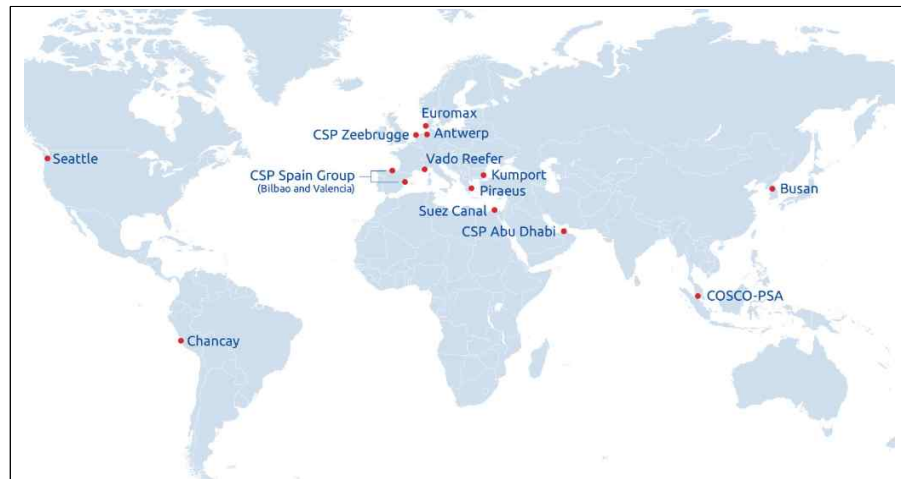 Euromax
CSP Zeebrugge
Antwerp
Seattle
Vado Reefer
CSP Spain Group
(Bilbao and Valencia)
Kumport
Piraeus
Busan
Suez Canal
CSP Abu Dhabi
COSCO-PSA
Chancay